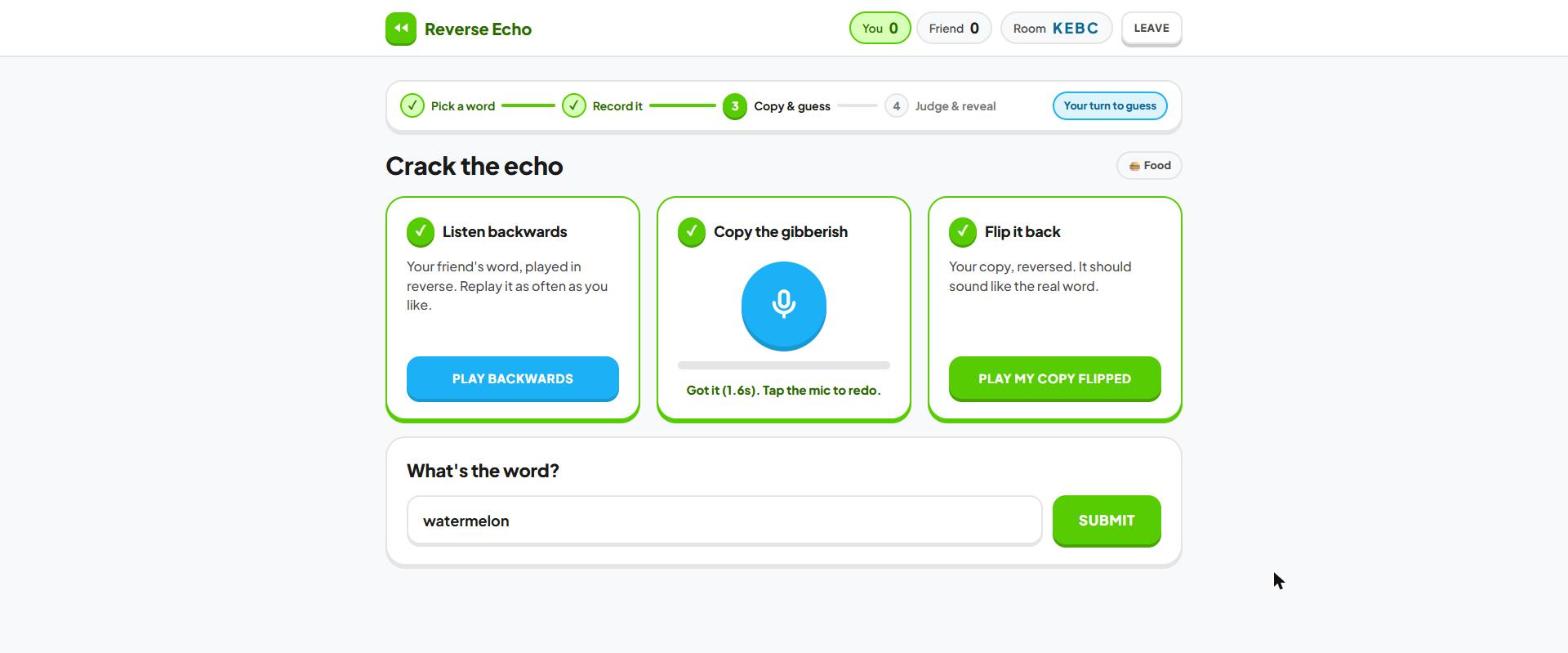 Reverse Echo
You 0
Friend 0
Room KEBC
LEAVE
✓ Pick a word
✓ Record it
3 Copy & guess
4 Judge & reveal
Your turn to guess
Crack the echo
Food
✓ Listen backwards
Your friend's word, played in
reverse. Replay it as often as you
like.
PLAY BACKWARDS
✓ Copy the gibberish
Got it (1.6s). Tap the mic to redo.
✓ Flip it back
Your copy, reversed. It should
sound like the real word.
PLAY MY COPY FLIPPED
What's the word?
watermelon
SUBMIT